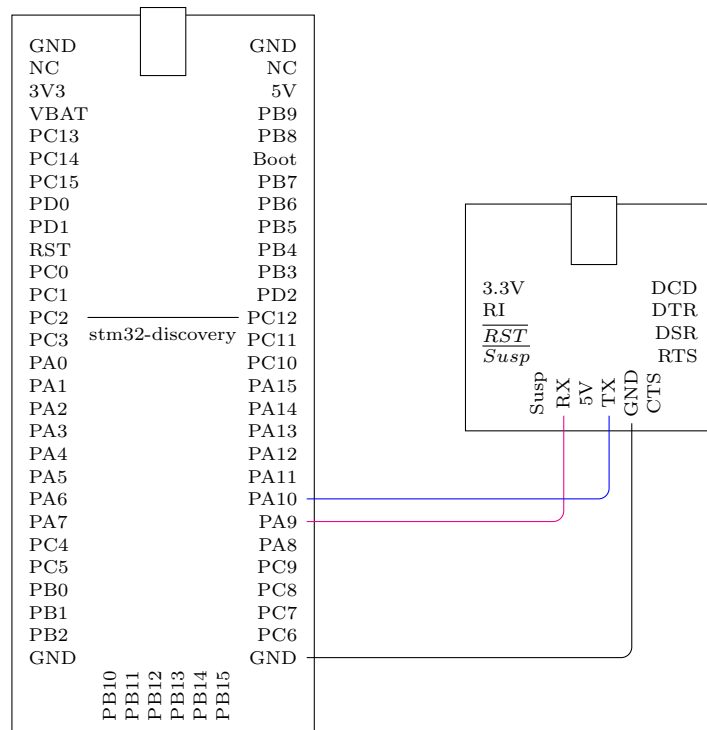 GND GND
NC NC
3V3 5V
VBAT PB9
PC13 PB8
PC14 Boot
PC15 PB7
PD0 PB6
PD1 PB5
RST PB4
PC0 PB3
PC1 PD2
PC2 PC12
stm32-discovery
PC3 PC11
PA0 PC10
PA1 PA15
PA2 PA14
PA3 PA13
PA4 PA12
PA5 PA11
PA6 PA10
PA7 PA9
PC4 PA8
PC5 PC9
PB0 PC8
PB1 PC7
PB2 PC6
GND GND
PB10
PB11
PB12
PB13
PB14
PB15
3.3V DCD
RI DTR
RST DSR
Susp RTS
Susp
RX
5V
TX
GND
CTS